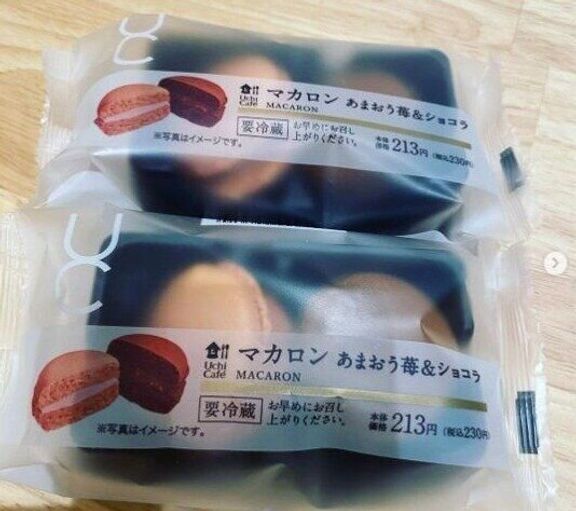 UC
Uchi Café
マカロン あまおう苺&ショコラ
MACARON
要冷蔵 お早めにお召し
上がりください。
本体価格 213円 (税込230円)
※写真はイメージです。
UC
Uchi Café
マカロン あまおう苺&ショコラ
MACARON
要冷蔵 お早めにお召し
上がりください。
本体価格 213円 (税込230円)
※写真はイメージです。